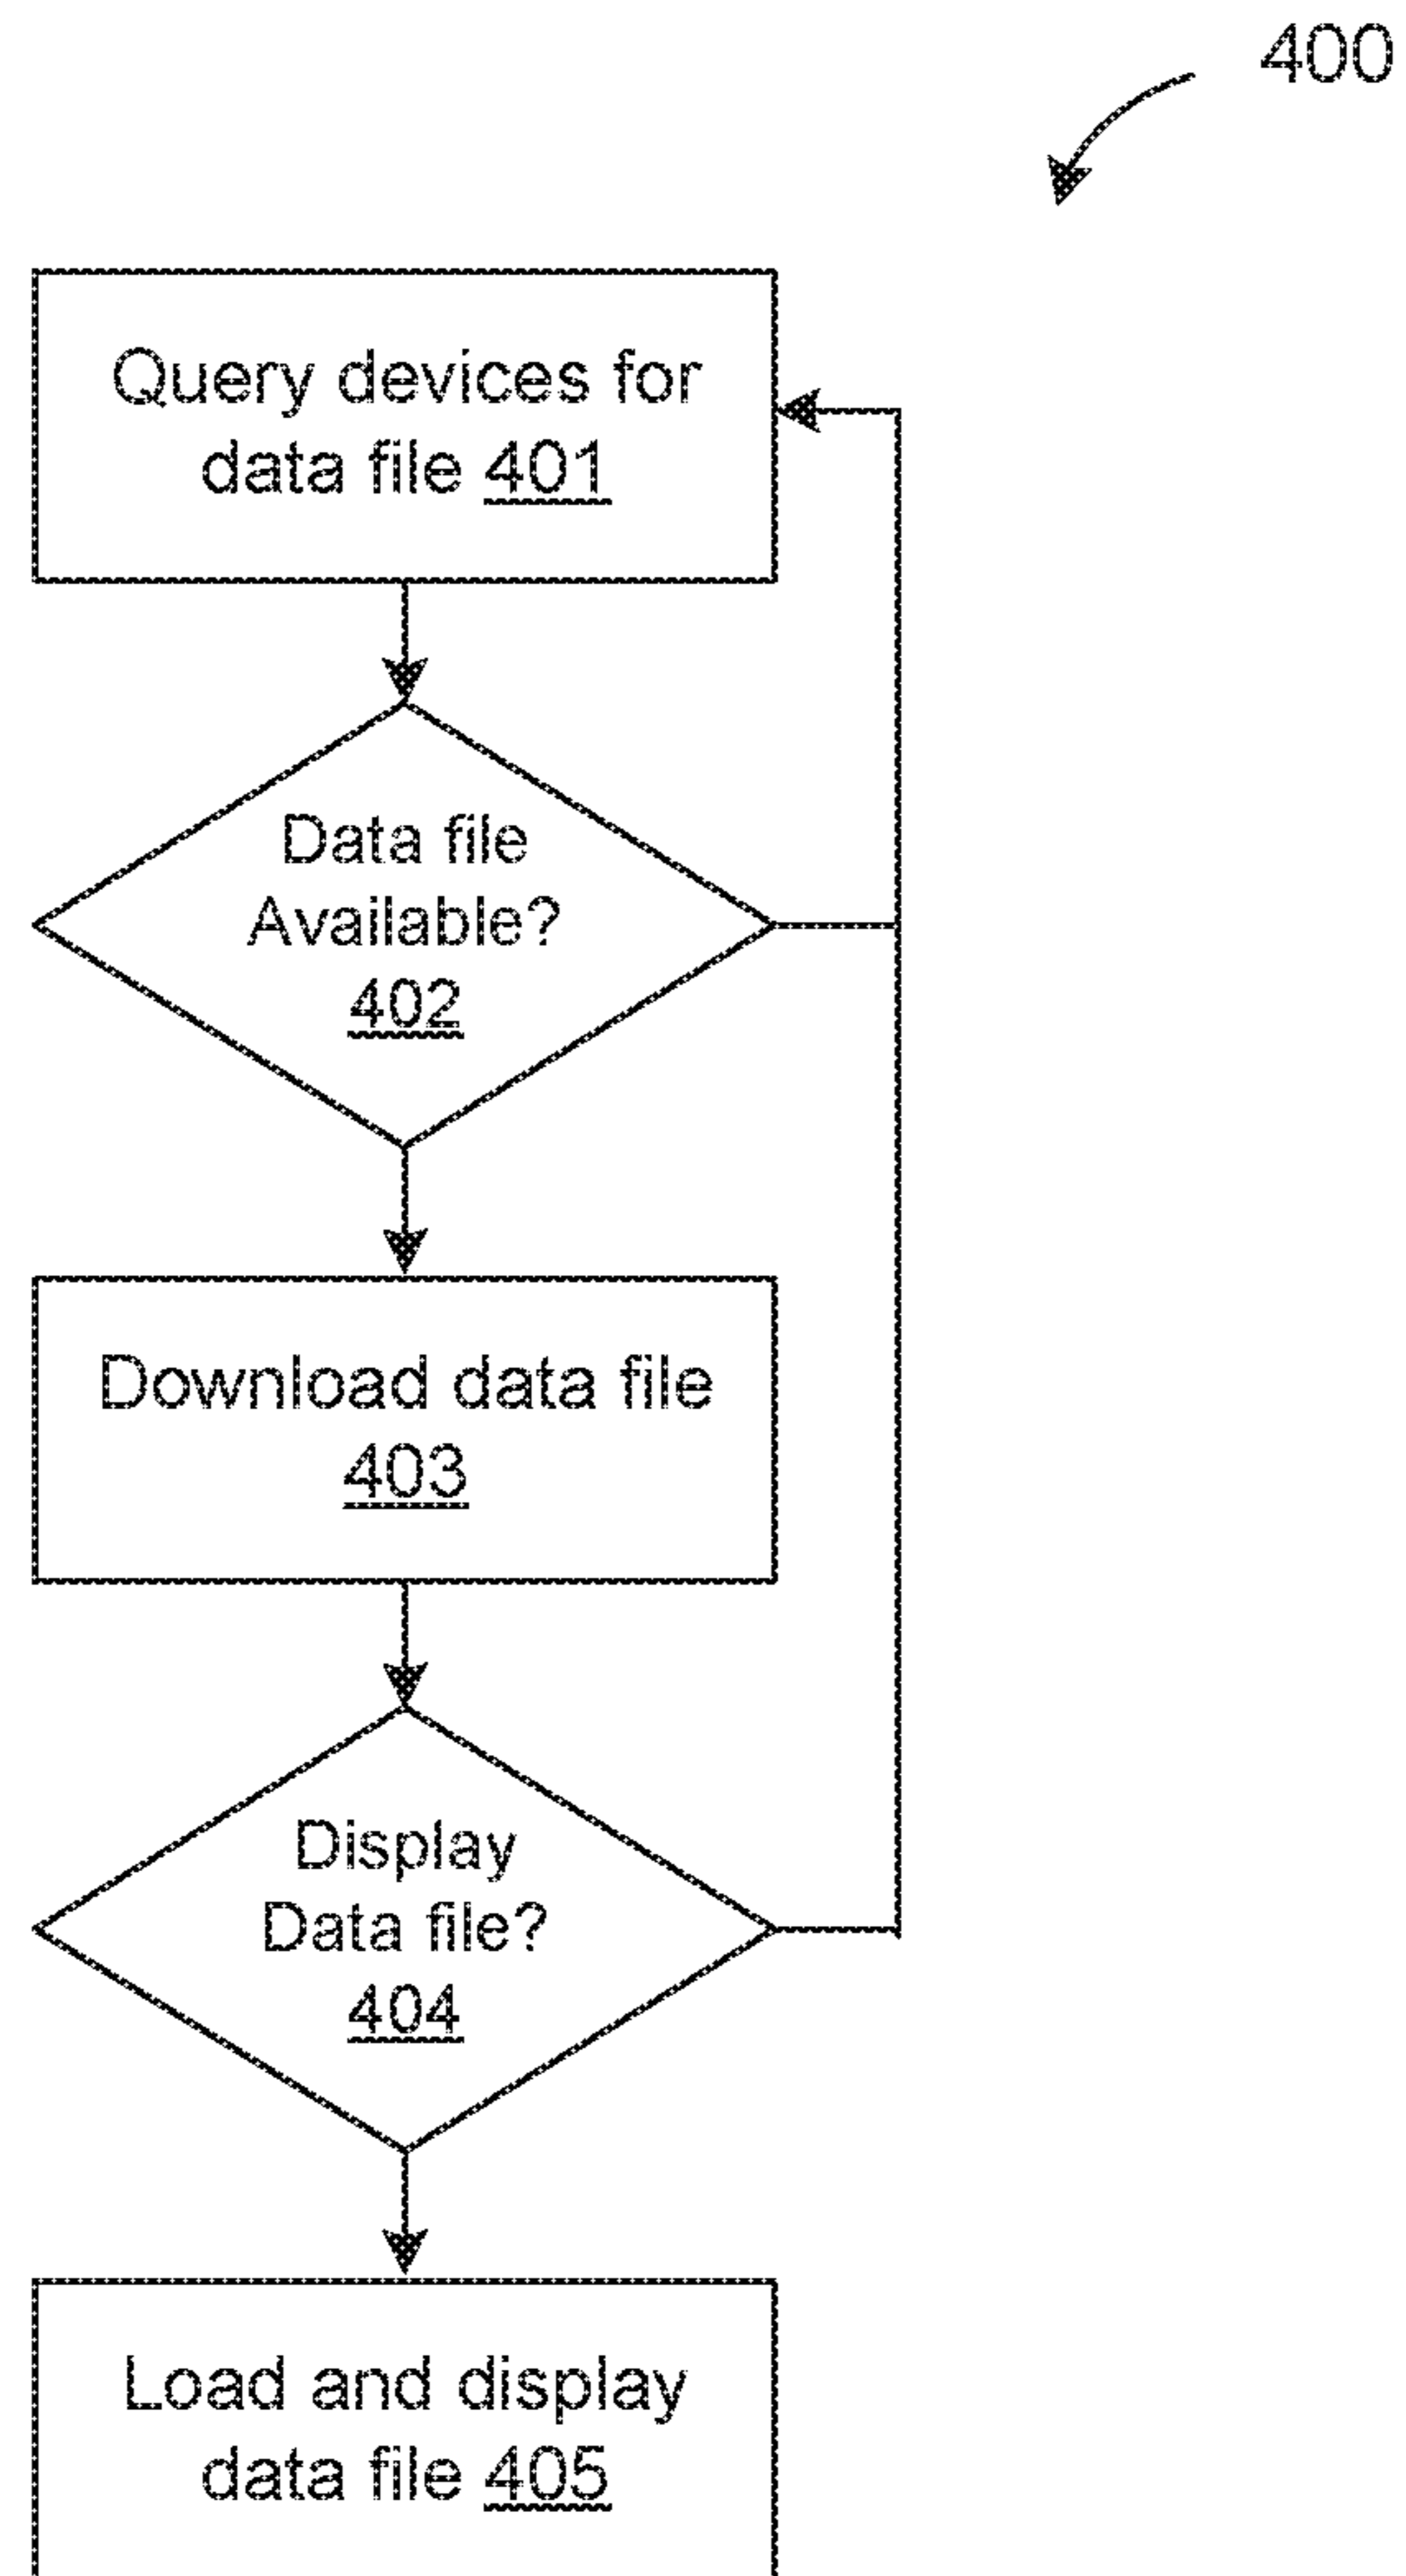 400
Query devices for
data file 401
Data file
Available?
402
Download data file
403
Display
Data file?
404
Load and display
data file 405